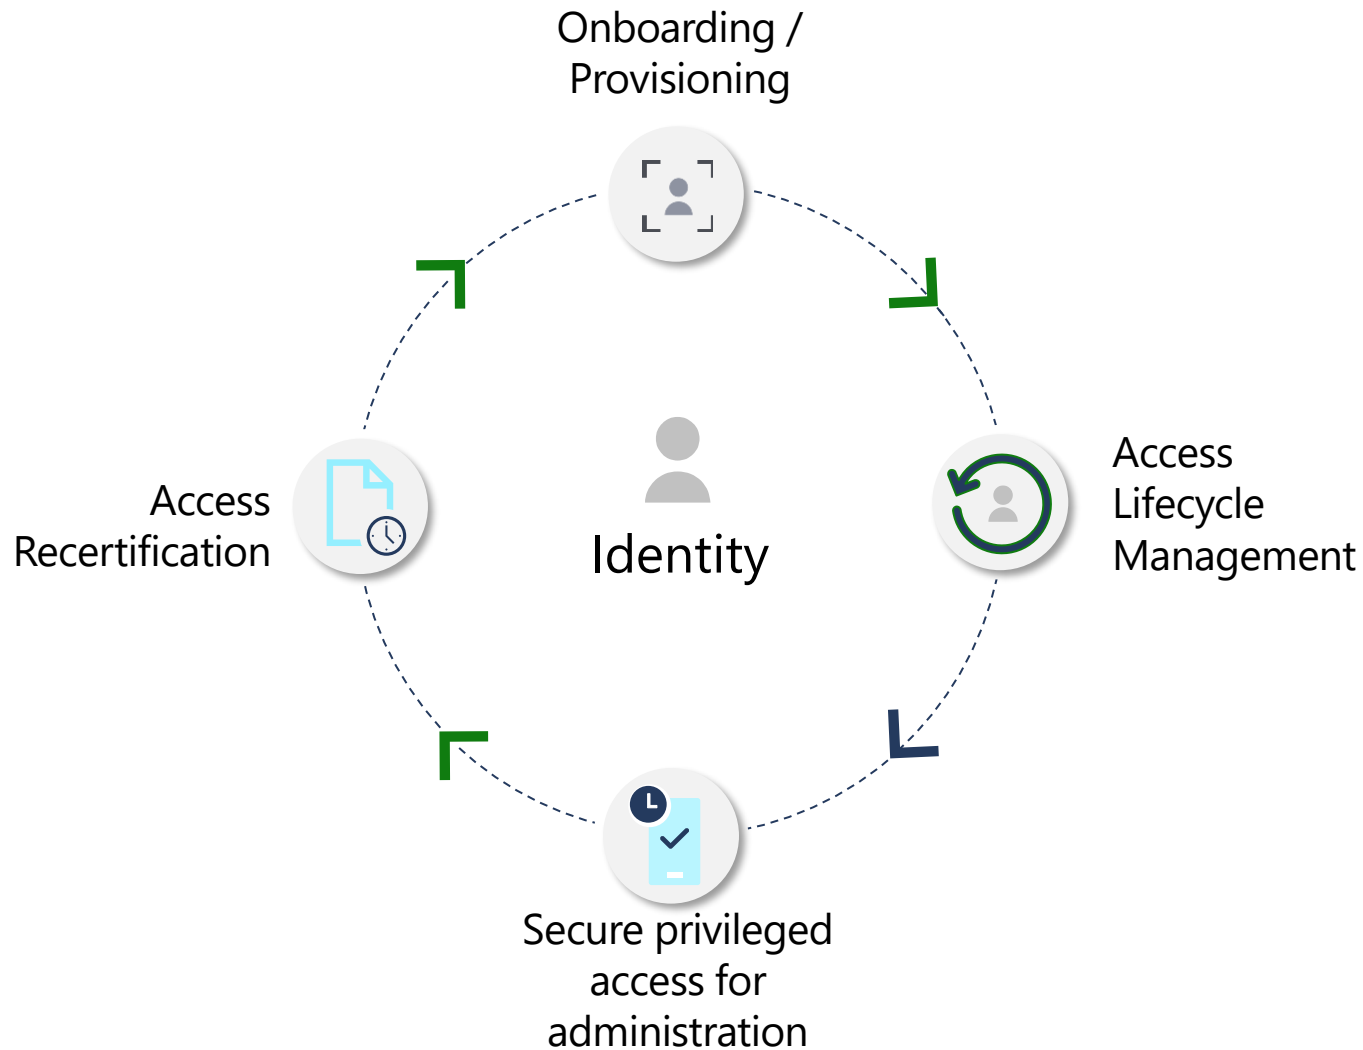 Onboarding /
Provisioning
Access
Lifecycle
Management
Access
Recertification
Identity
Secure privileged
access for
administration